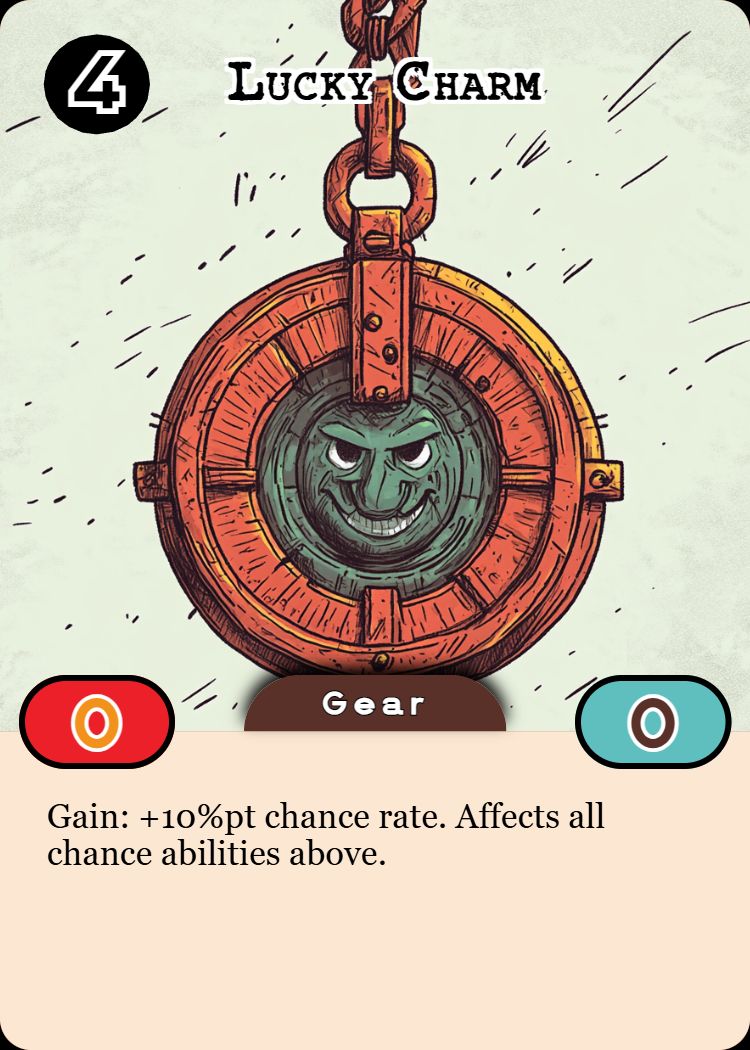 4
Lucky Charm
Gear
0
0
Gain: +10%pt chance rate. Affects all
chance abilities above.